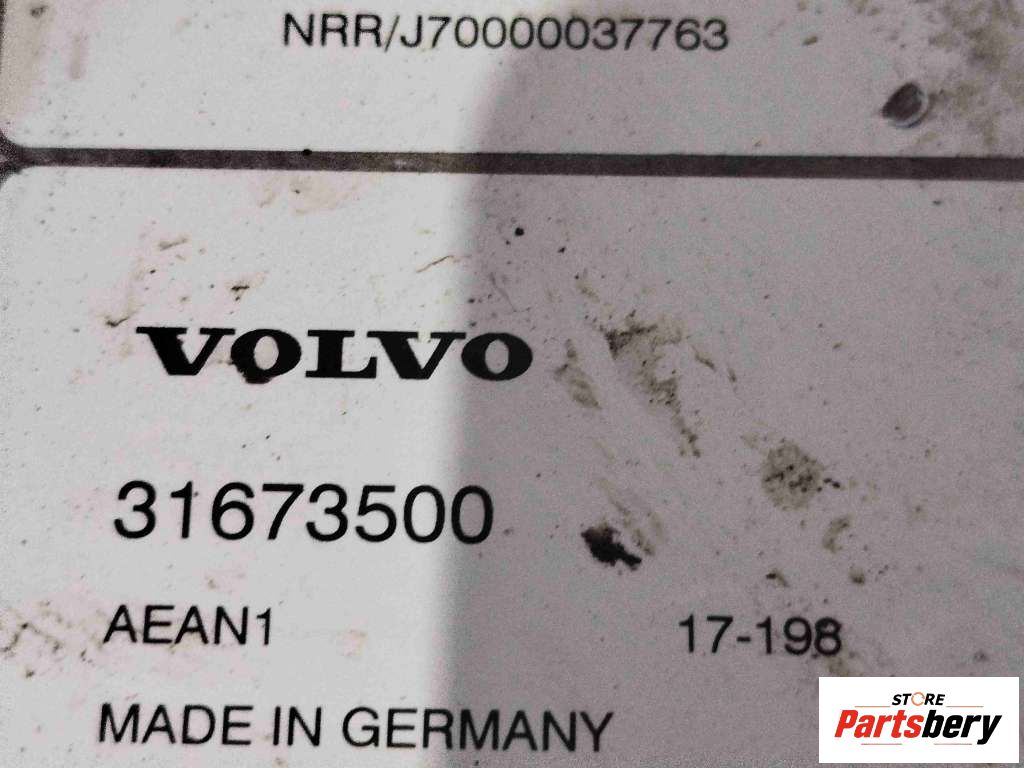 NRR/J70000037763
VOLVO
31673500
AEAN1 17-198
MADE IN GERMANY
STORE
Partsbery